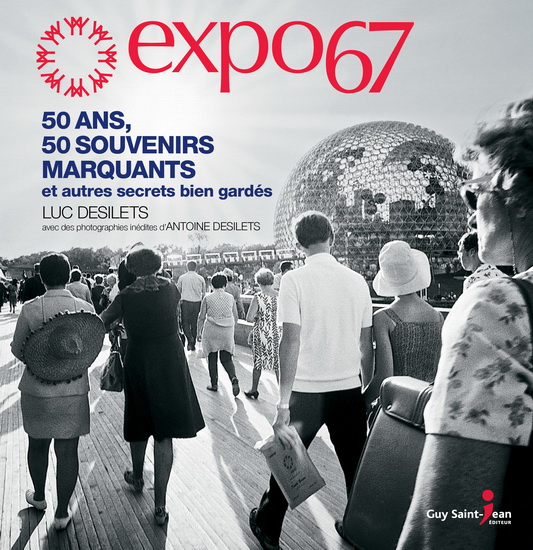 expo67
50 ANS,
50 SOUVENIRS
MARQUANTS
et autres secrets bien gardés
LUC DESILETS
avec des photographies inédites d'ANTOINE DESILETS
Guy Saint-Jean
ÉDITEUR